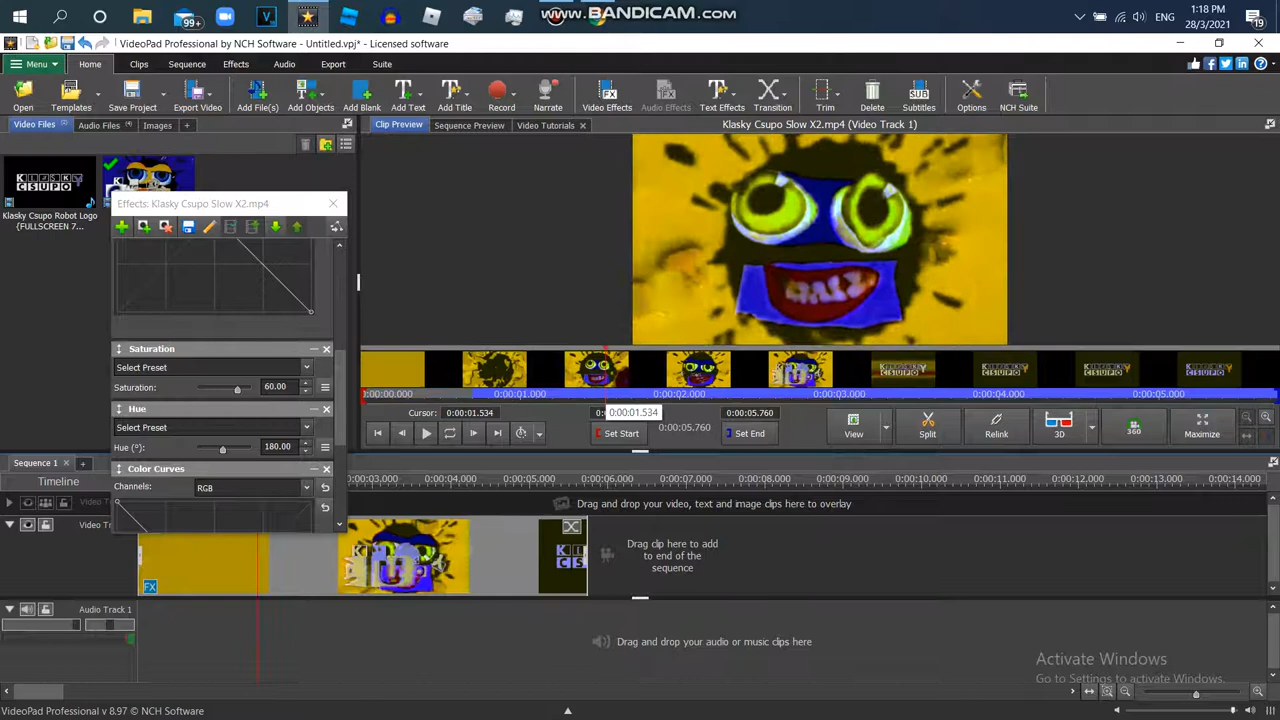 www.BANDICAM.com
99+
ENG
1:18 PM
28/3/2021
19
VideoPad Professional by NCH Software - Untitled.vpj* - Licensed software
Menu
Home
Clips
Sequence
Effects
Audio
Export
Suite
Open
Templates
Save Project
Export Video
Add File(s)
Add Objects
Add Blank
Add Text
Add Title
Record
Narrate
Video Effects
Audio Effects
Text Effects
Transition
Trim
Delete
Subtitles
Options
NCH Suite
Video Files
Audio Files
Images
+
Clip Preview
Sequence Preview
Video Tutorials
Klasky Csupo Slow X2.mp4 (Video Track 1)
Klasky Csupo Robot Logo
{FULLSCREEN 7...
Effects: Klasky Csupo Slow X2.mp4
Saturation
Select Preset
Saturation:
60.00
Hue
Select Preset
Hue (°):
180.00
Color Curves
Channels:
RGB
0:00:01.000
0:00:02.000
0:00:03.000
0:00:04.000
0:00:05.000
Cursor:
0:00:01.534
0:00:01.534
0:00:05.760
0:00:05.760
Set Start
Set End
View
Split
Relink
3D
360
Maximize
Sequence 1
Timeline
0:00:03.000
0:00:04.000
0:00:05.000
0:00:06.000
0:00:07.000
0:00:08.000
0:00:09.000
0:00:10.000
0:00:11.000
0:00:12.000
0:00:13.000
0:00:14.000
Drag and drop your video, text and image clips here to overlay
Drag clip here to add
to end of the
sequence
FX
Audio Track 1
Drag and drop your audio or music clips here
Activate Windows
Go to Settings to activate Windows.
VideoPad Professional v 8.97 © NCH Software